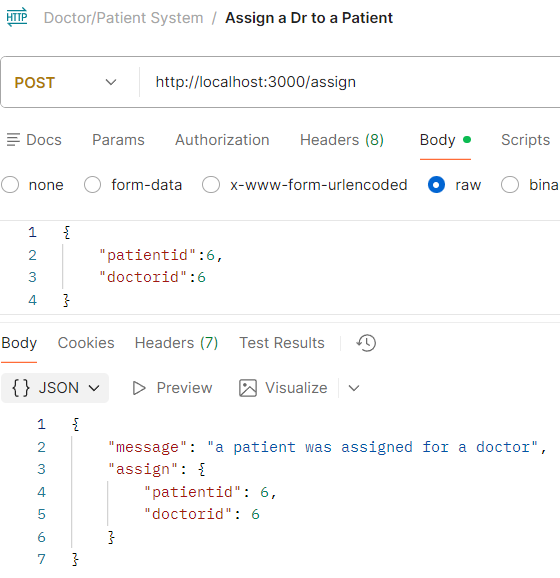 HTTP Doctor/Patient System / Assign a Dr to a Patient
POST http://localhost:3000/assign
Docs Params Authorization Headers (8) Body Scripts
none form-data x-www-form-urlencoded raw bina
1 {
2 "patientid":6,
3 "doctorid":6
4 }
Body Cookies Headers (7) Test Results
{} JSON Preview Visualize
1 {
2 "message": "a patient was assigned for a doctor",
3 "assign": {
4 "patientid": 6,
5 "doctorid": 6
6 }
7 }